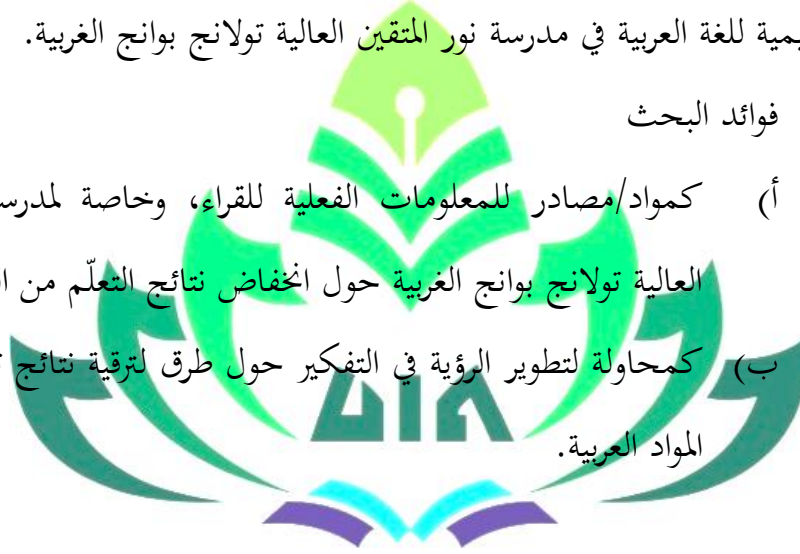 يمية للغة العربية في مدرسة نور المتقين العالية تولانج بوانج الغربية.
فوائد البحث
أ) كمواد/مصادر للمعلومات الفعلية للقراء، وخاصة لمدرس
العالية تولانج بوانج الغربية حول انخفاض نتائج التعلّم من ا
ب) كمحاولة لتطوير الرؤية في التفكير حول طرق لترقية نتائج ت
المواد العربية.
UIN